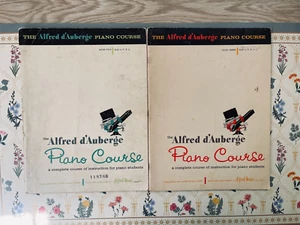 THE Alfred d'Auberge PIANO COURSE
the Alfred d'Auberge
Piano Course
a complete course of instruction for piano students
THE Alfred d'Auberge PIANO COURSE
the Alfred d'Auberge
Piano Course
a complete course of instruction for piano students